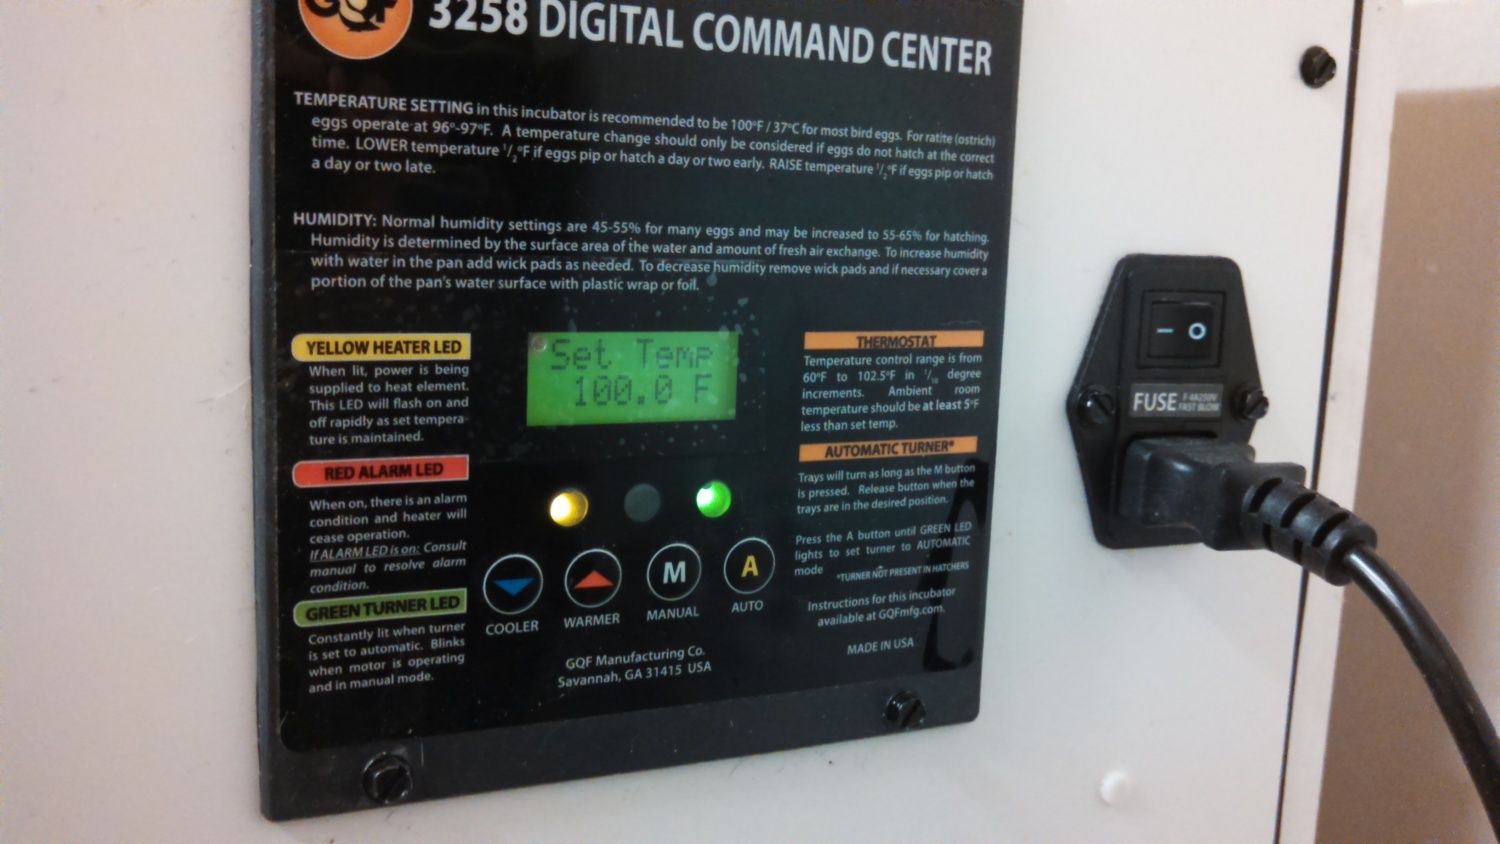 GQF
3258 DIGITAL COMMAND CENTER
TEMPERATURE SETTING in this incubator is recommended to be 100°F / 37°C for most bird eggs. For ratite (ostrich)
eggs operate at 96°-97°F. A temperature change should only be considered if eggs do not hatch at the correct
time. LOWER temperature 1/2°F if eggs pip or hatch a day or two early. RAISE temperature 1/2°F if eggs pip or hatch
a day or two late.
HUMIDITY: Normal humidity settings are 45-55% for many eggs and may be increased to 55-65% for hatching.
Humidity is determined by the surface area of the water and amount of fresh air exchange. To increase humidity
with water in the pan add wick pads as needed. To decrease humidity remove wick pads and if necessary cover a
portion of the pan's water surface with plastic wrap or foil.
YELLOW HEATER LED
When lit, power is being
supplied to heat element.
This LED will flash on and
off rapidly as set tempera-
ture is maintained.
RED ALARM LED
When on, there is an alarm
condition and heater will
cease operation.
If ALARM LED is on: Consult
manual to resolve alarm
condition.
GREEN TURNER LED
Constantly lit when turner
is set to automatic. Blinks
when motor is operating
and in manual mode.
Set Temp
100.0 F
M
A
COOLER
WARMER
MANUAL
AUTO
GQF Manufacturing Co.
Savannah, GA 31415 USA
THERMOSTAT
Temperature control range is from
60°F to 102.5°F in 1/10 degree
increments. Ambient room
temperature should be at least 5°F
less than set temp.
AUTOMATIC TURNER*
Trays will turn as long as the M button
is pressed. Release button when the
trays are in the desired position.
Press the A button until GREEN LED
lights to set turner to AUTOMATIC
mode
*TURNER NOT PRESENT IN HATCHERS
Instructions for this incubator
available at GQFmfg.com.
MADE IN USA
FUSE F 4A250V
FAST BLOW